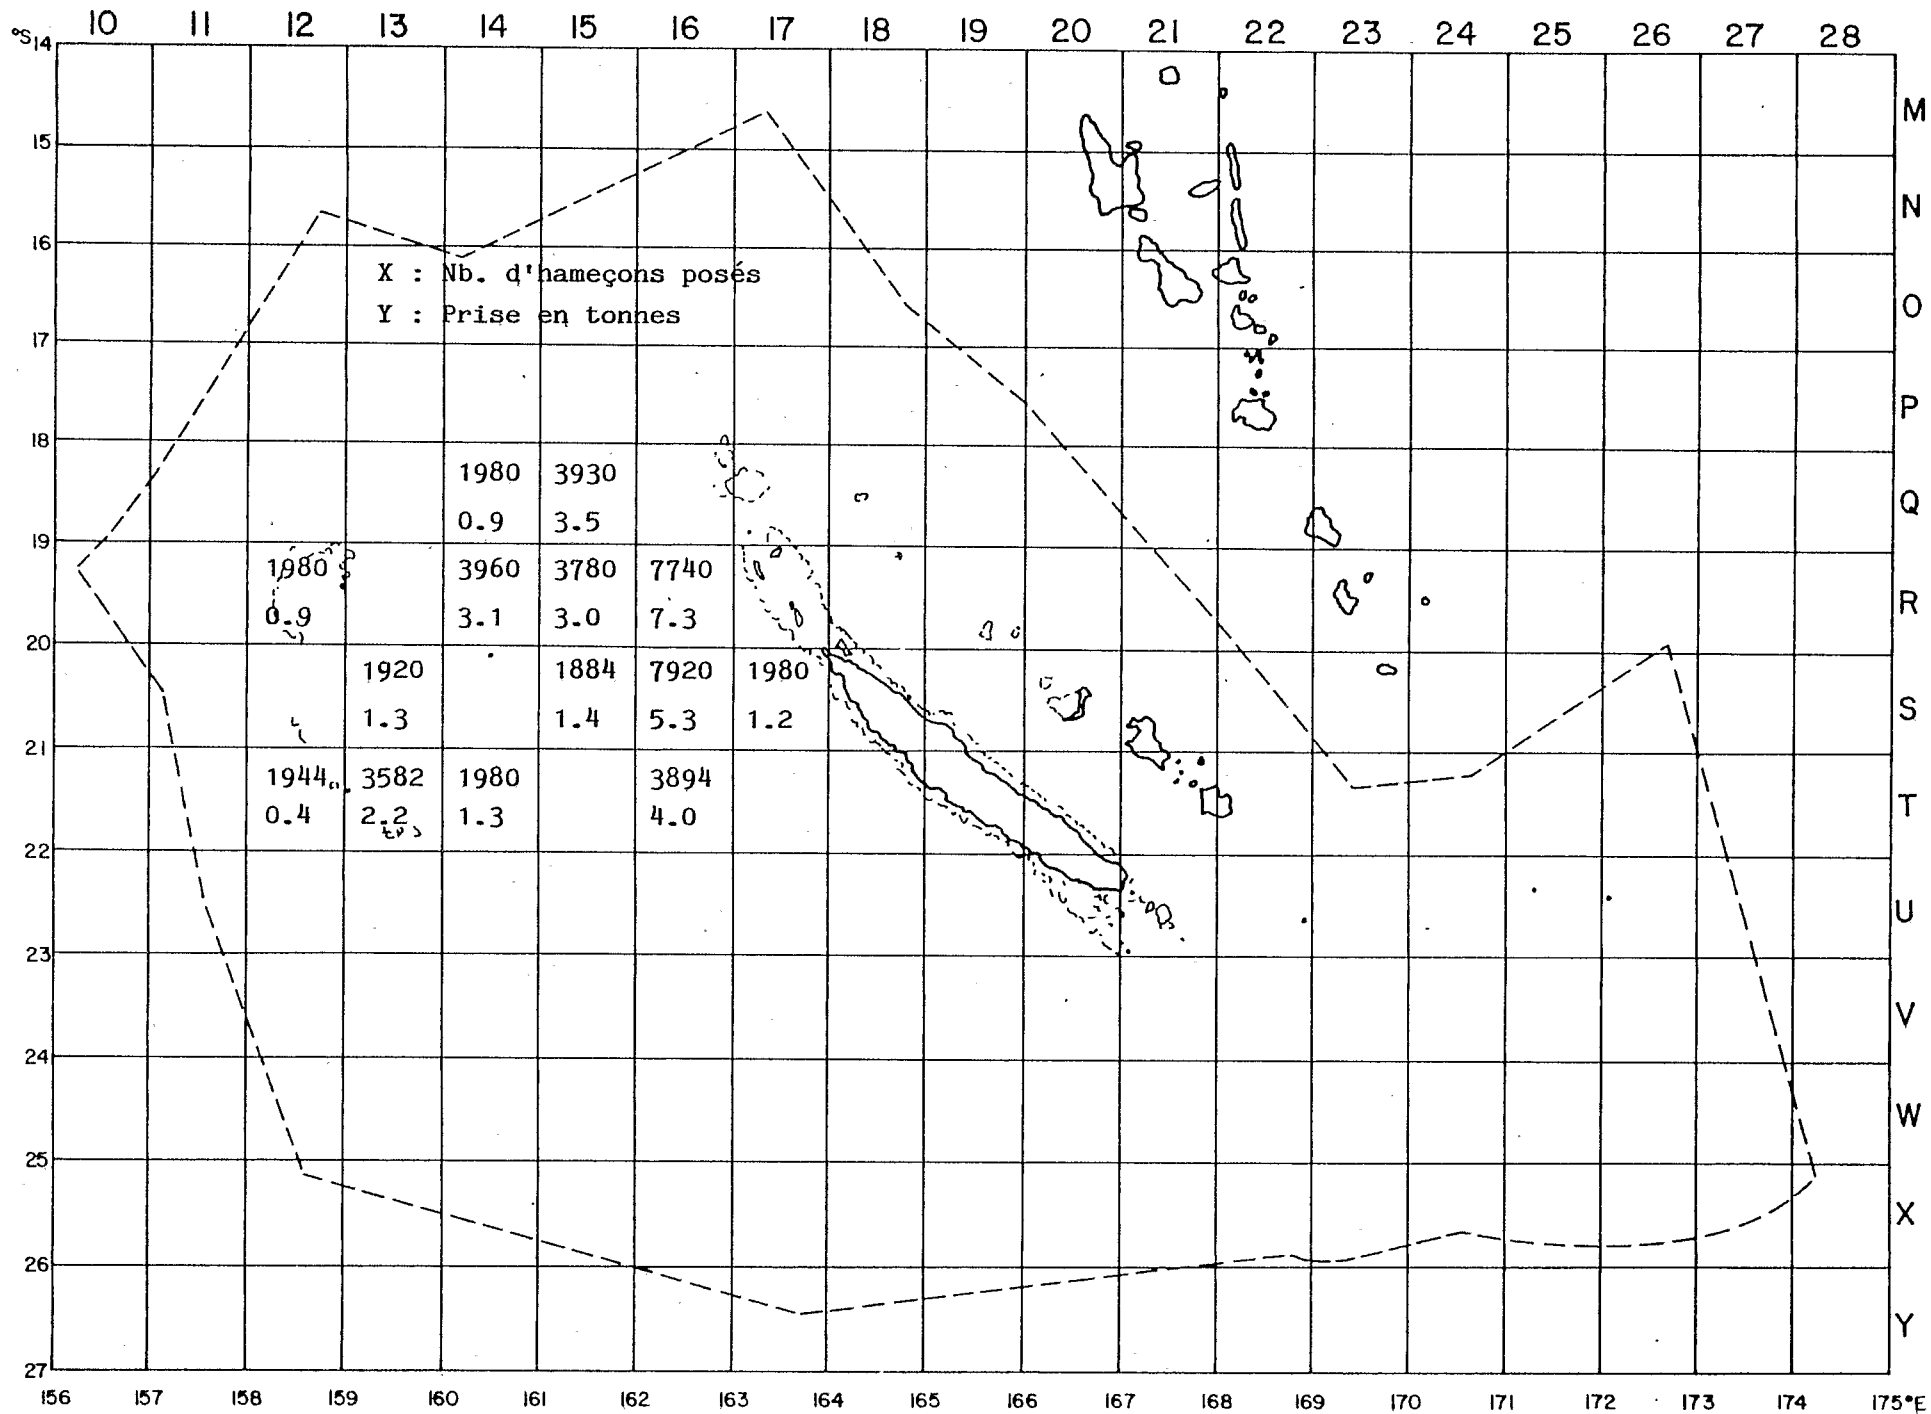 10 11 12 13 14 15 16 17 18 19 20 21 22 23 24 25 26 27 28
°S 14
M
15
N
16
X : Nb. d'hameçons posés
O
Y : Prise en tonnes
17
P
18
1980 3930
Q
0.9 3.5
19
1980 3960 3780 7740
R
0.9 3.1 3.0 7.3
20
1920 1884 7920 1980
S
1.3 1.4 5.3 1.2
21
1944 3582 1980 3894
T
0.4 2.2 1.3 4.0
22
U
23
V
24
W
25
X
26
Y
27
156 157 158 159 160 161 162 163 164 165 166 167 168 169 170 171 172 173 174 175°E